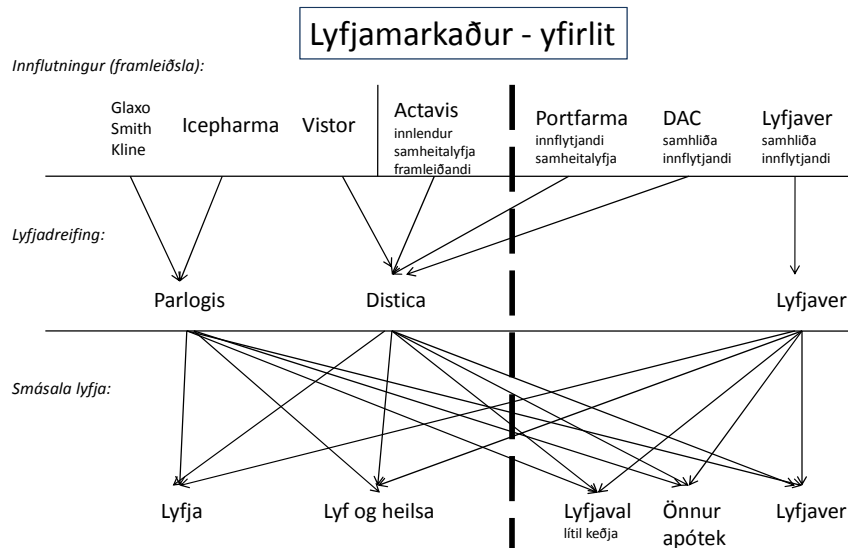 Lyfjamarkaður - yfirlit
Innflutningur (framleiðsla):
Glaxo
Smith
Kline
Icepharma
Vistor
Actavis
innlendur
samheitalyfja
framleiðandi
Portfarma
innflytjandi
samheitalyfja
DAC
samhliða
innflytjandi
Lyfjaver
samhliða
innflytjandi
Lyfjadreifing:
Parlogis
Distica
Lyfjaver
Smásala lyfja:
Lyfja
Lyf og heilsa
Lyfjaval
lítil keðja
Önnur
apótek
Lyfjaver